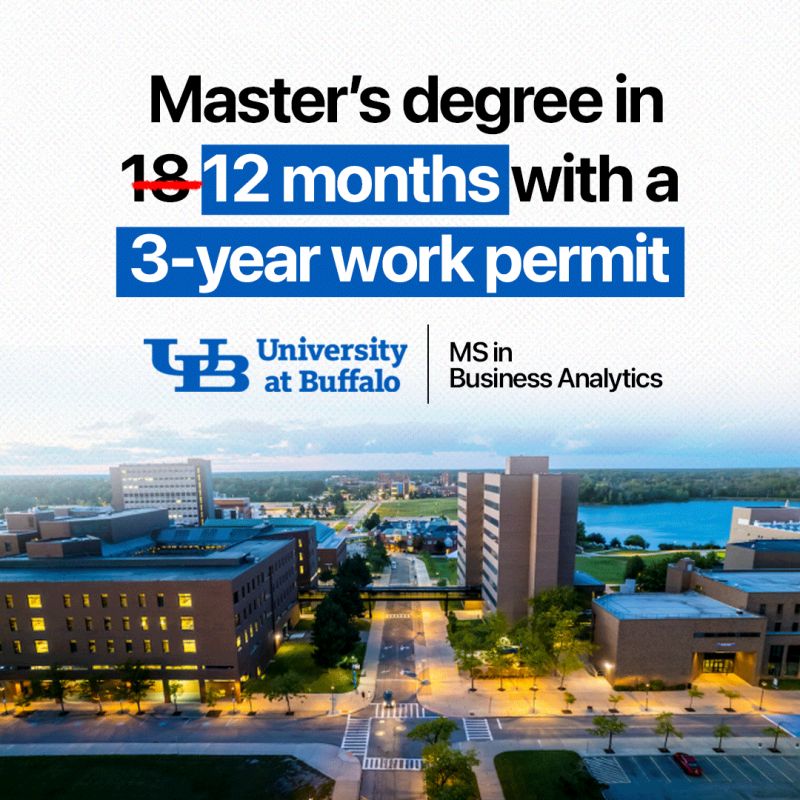 Master's degree in
18 12 months with a
3-year work permit
UB University
at Buffalo
MS in
Business Analytics